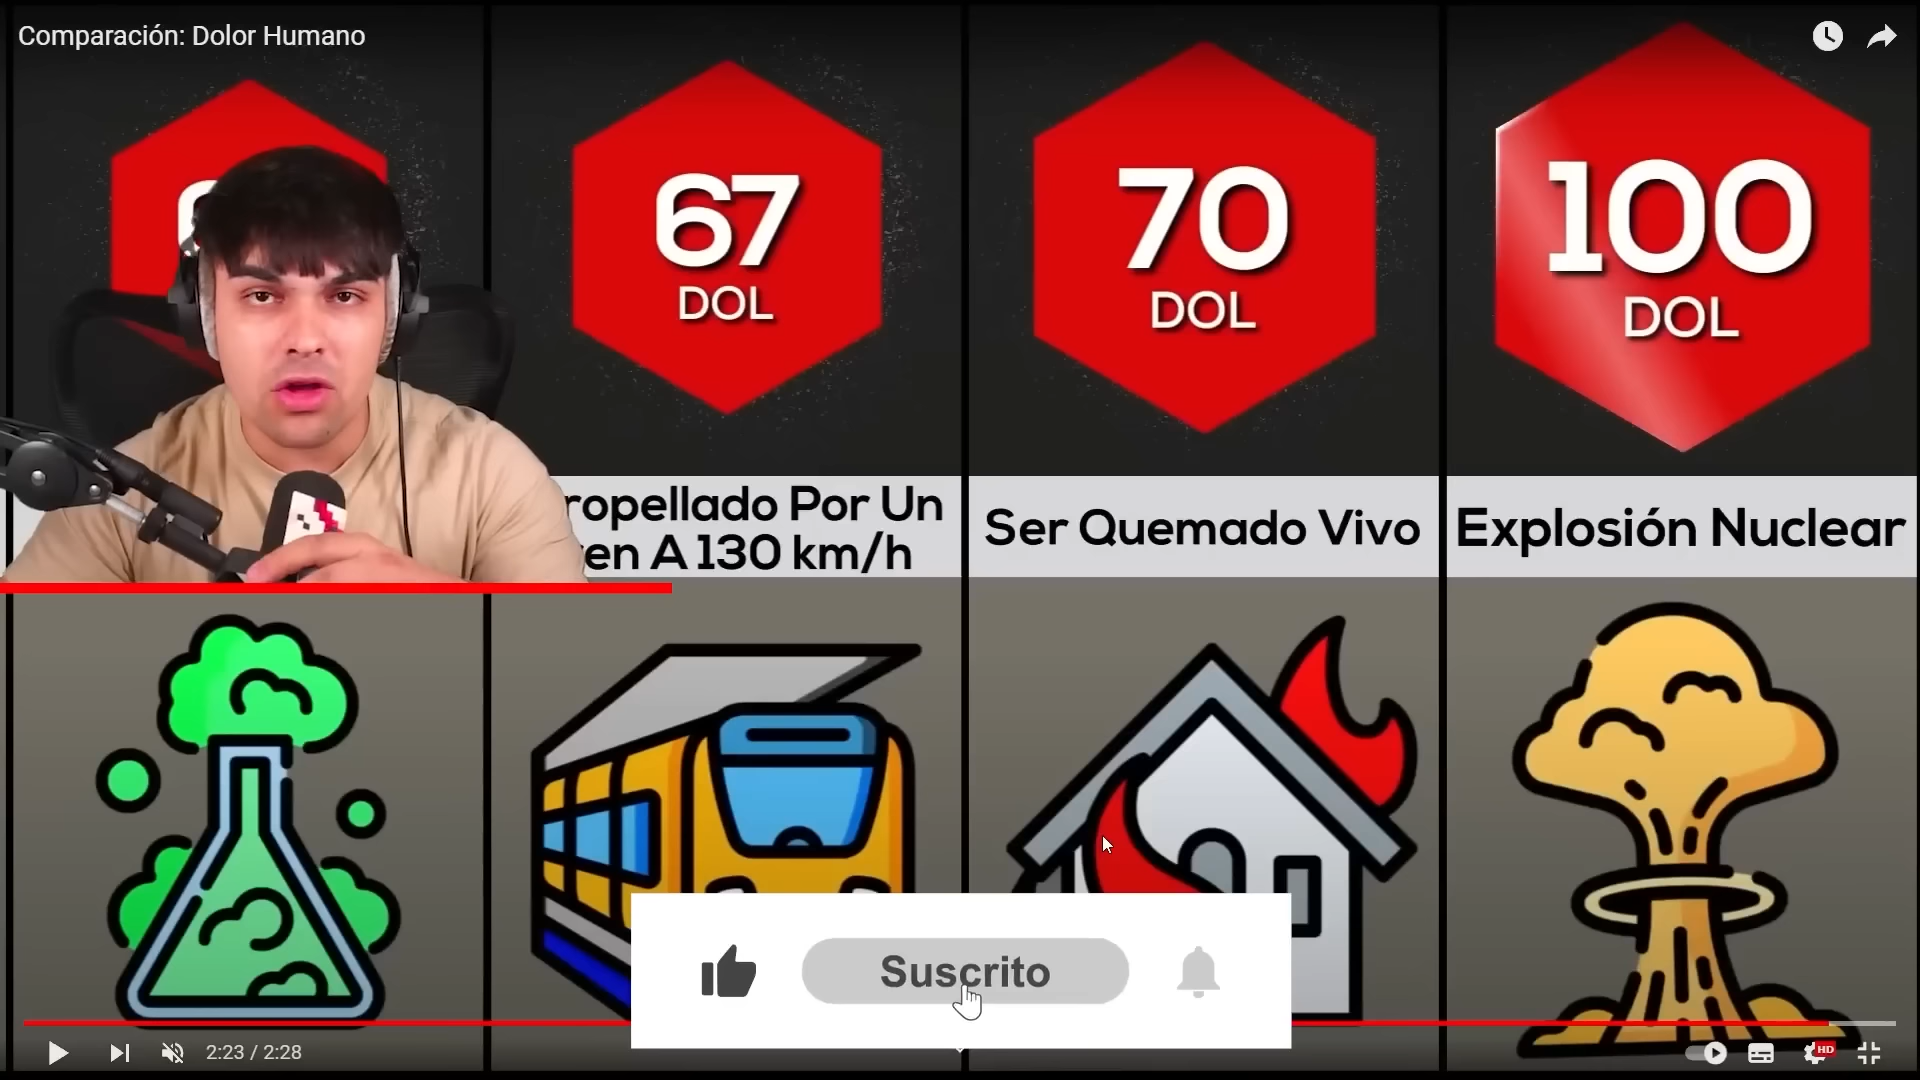 Comparación: Dolor Humano
67
DOL
70
DOL
100
DOL
ropellado Por Un
en A 130 km/h
Ser Quemado Vivo
Explosión Nuclear
Suscrito
2:23 / 2:28
HD